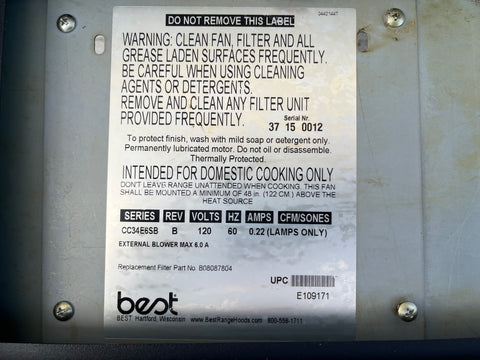 DO NOT REMOVE THIS LABEL
04421447
WARNING: CLEAN FAN, FILTER AND ALL
GREASE LADEN SURFACES FREQUENTLY.
BE CAREFUL WHEN USING CLEANING
AGENTS OR DETERGENTS.
REMOVE AND CLEAN ANY FILTER UNIT
PROVIDED FREQUENTLY.
Serial Nr.
37 15 0012
To protect finish, wash with mild soap or detergent only.
Permanently lubricated motor. Do not oil or disassemble.
Thermally Protected.
INTENDED FOR DOMESTIC COOKING ONLY
DON'T LEAVE RANGE UNATTENDED WHEN COOKING. THIS FAN
SHALL BE MOUNTED A MINIMUM OF 48 in. (122 CM ) ABOVE THE
HEAT SOURCE
SERIES REV VOLTS HZ AMPS CFM/SONES
CC34E6SB B 120 60 0.22 (LAMPS ONLY)
EXTERNAL BLOWER MAX 6.0 A
Replacement Filter Part No B08087804
UPC
E109171
best
BEST Hartford, Wisconsin www.BestRangeHoods.com 800-558-1711